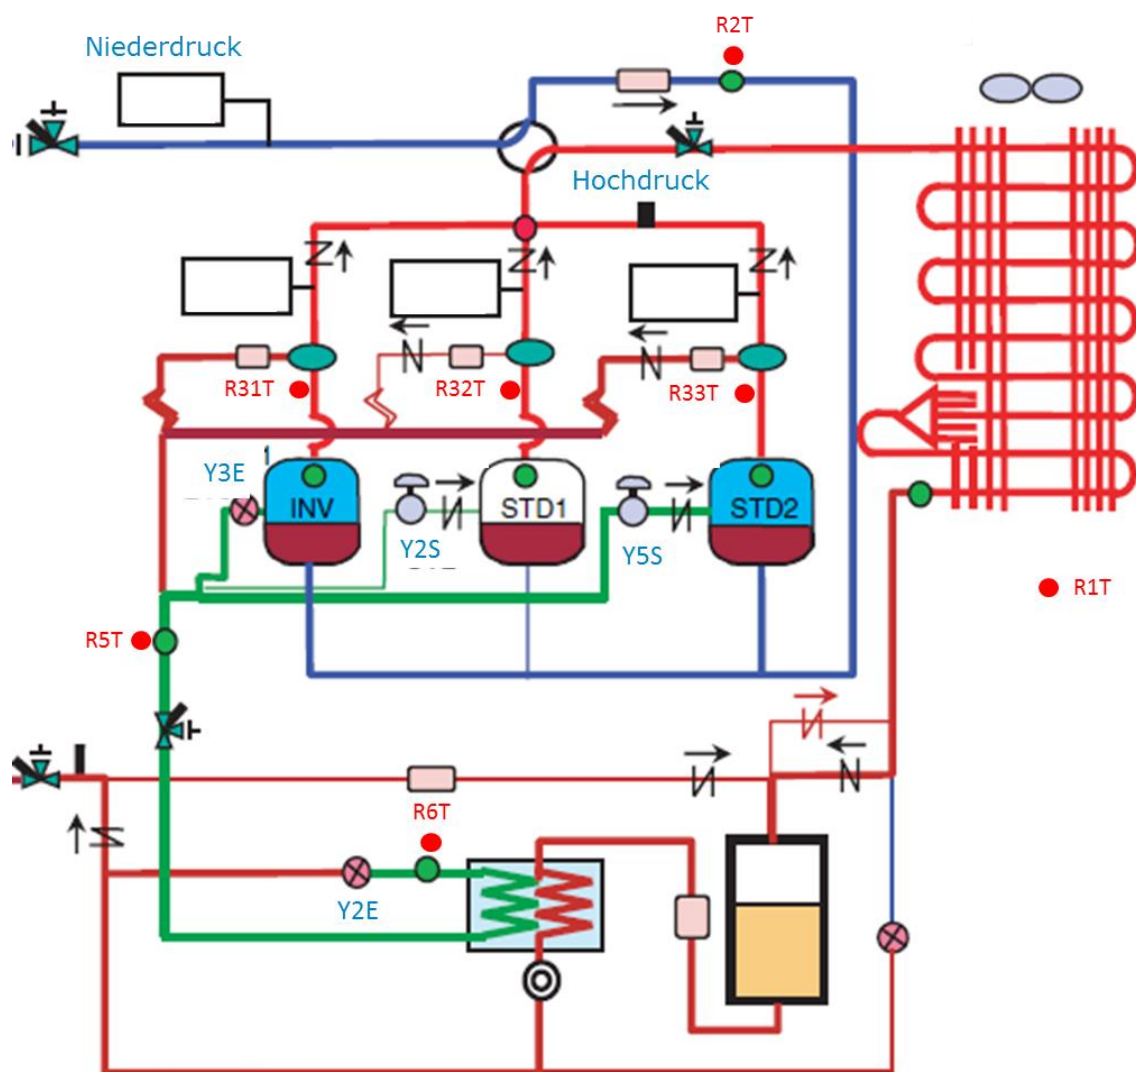 R2T
Niederdruck
Hochdruck
R31T
R32T
R33T
Y3E
INV
STD1
STD2
Y2S
Y5S
R1T
R5T
R6T
Y2E